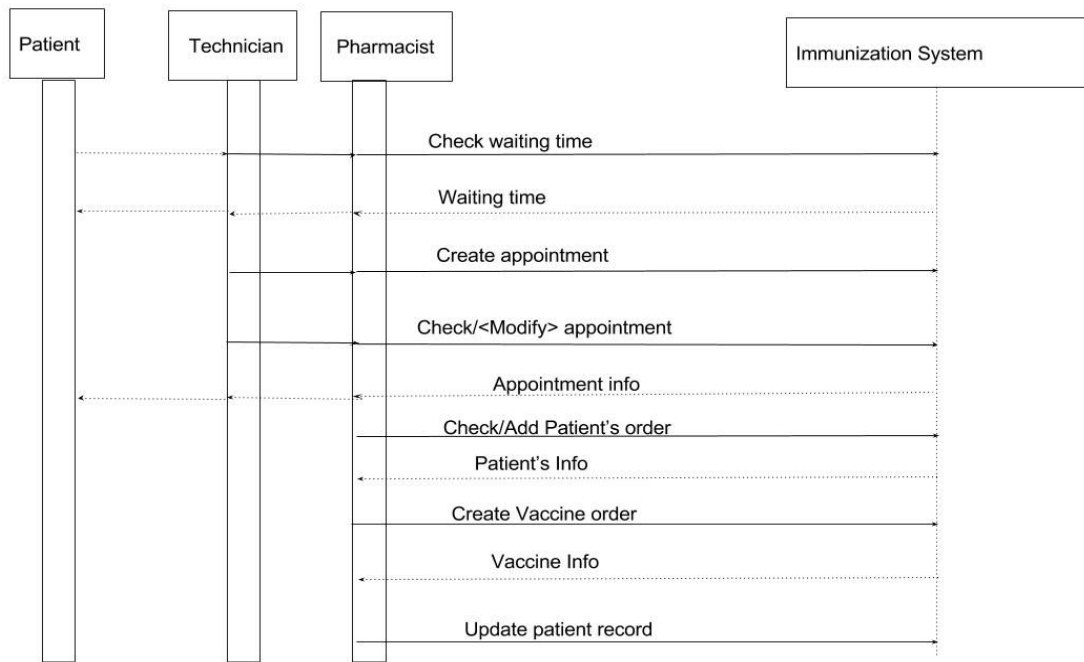 Patient
Technician
Pharmacist
Immunization System
Check waiting time
Waiting time
Create appointment
Check/<Modify> appointment
Appointment info
Check/Add Patient's order
Patient's Info
Create Vaccine order
Vaccine Info
Update patient record